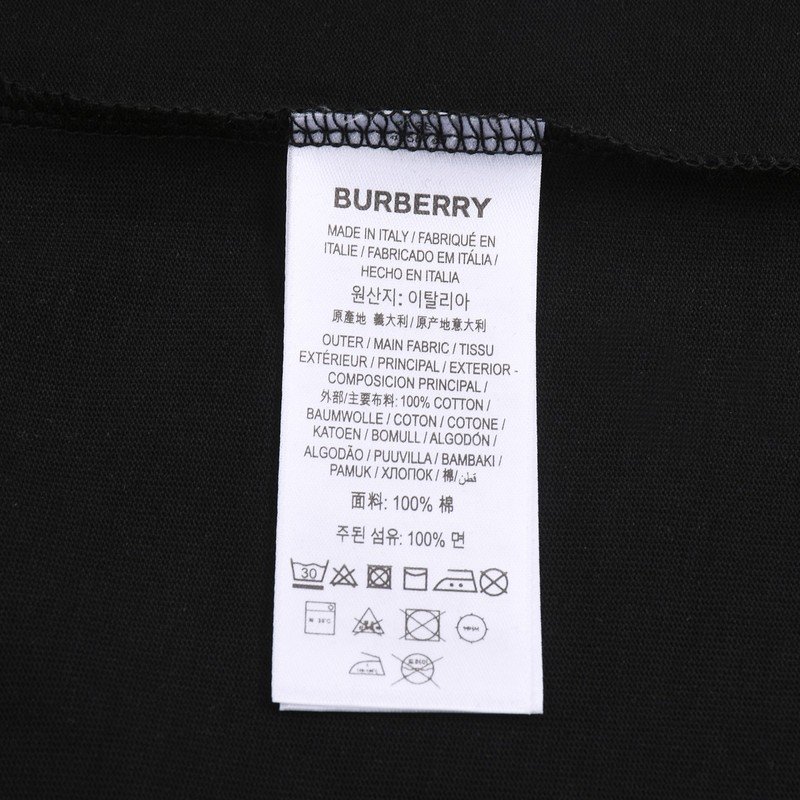 BURBERRY
MADE IN ITALY / FABRIQUÉ EN
ITALIE / FABRICADO EM ITÁLIA /
HECHO EN ITALIA
원산지: 이탈리아
原產地 義大利 / 原产地意大利
OUTER / MAIN FABRIC / TISSU
EXTÉRIEUR / PRINCIPAL / EXTERIOR -
COMPOSICION PRINCIPAL /
外部/主要布料: 100% COTTON /
BAUMWOLLE / COTON / COTONE /
KATOEN / BOMULL / ALGODÓN /
ALGODÃO / PUUVILLA / BAMBAKI /
PAMUK / ХЛОПОК / 棉/ قطن
面料: 100% 棉
주된 섬유: 100% 면
30